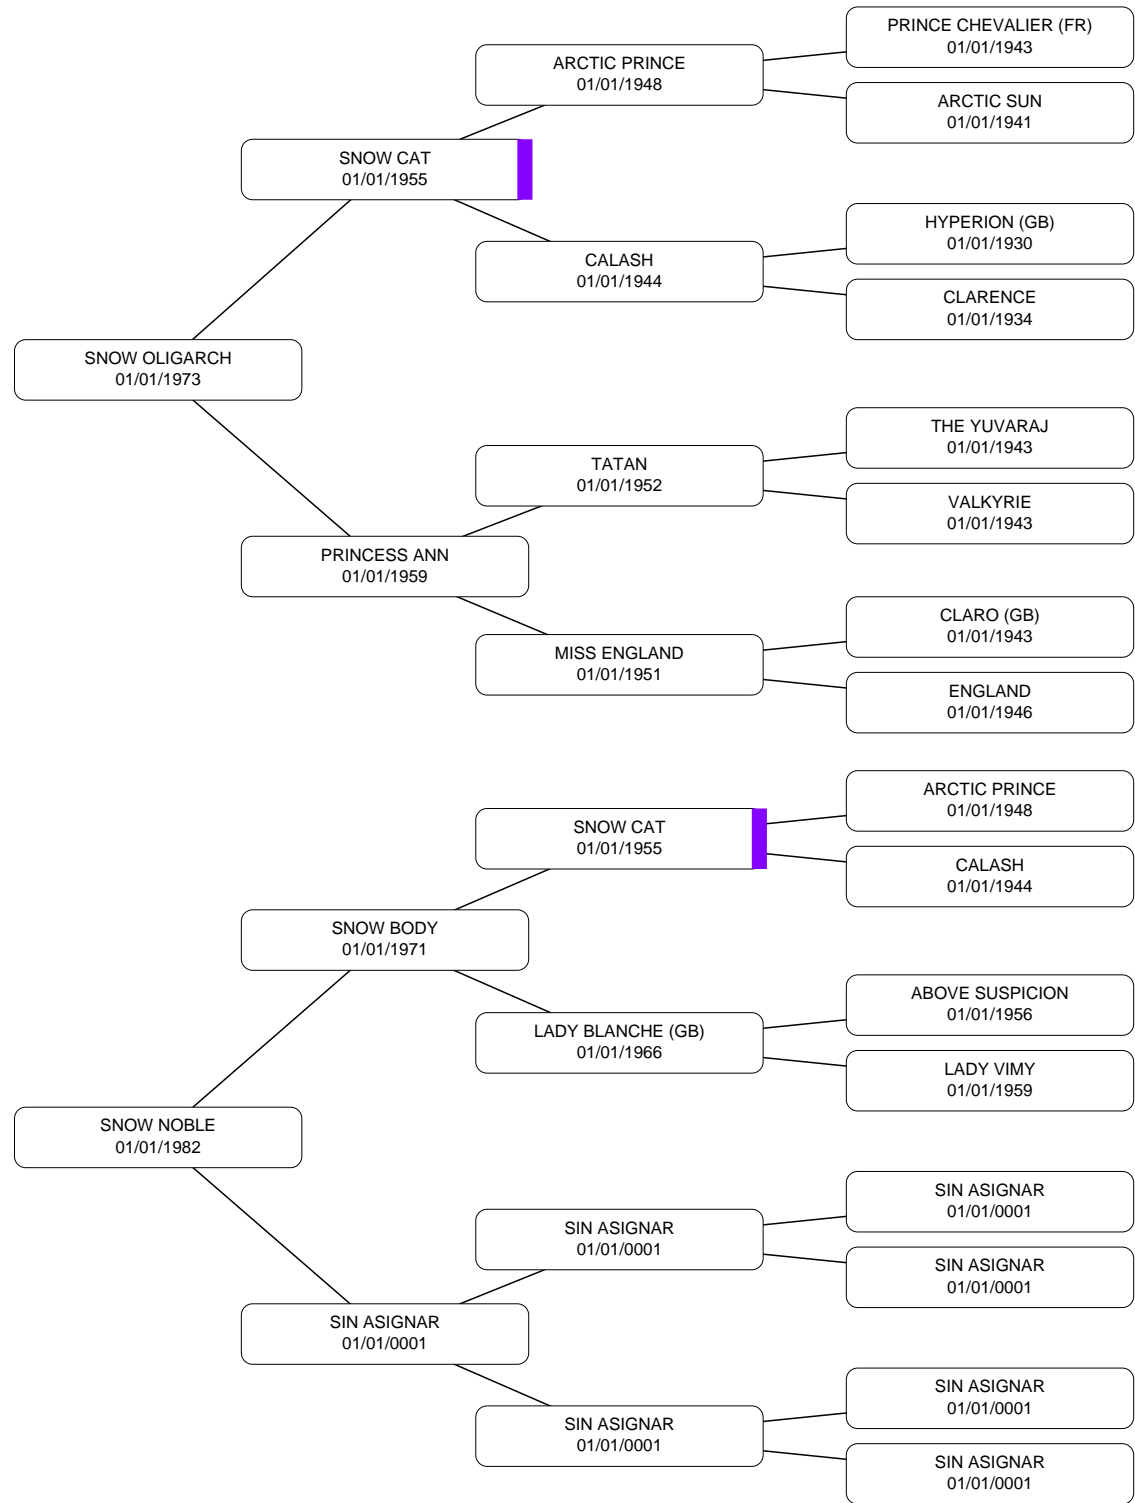 PRINCE CHEVALIER (FR)
01/01/1943
ARCTIC PRINCE
01/01/1948
ARCTIC SUN
01/01/1941
SNOW CAT
01/01/1955
HYPERION (GB)
01/01/1930
CALASH
01/01/1944
CLARENCE
01/01/1934
SNOW OLIGARCH
01/01/1973
THE YUVARAJ
01/01/1943
TATAN
01/01/1952
VALKYRIE
01/01/1943
PRINCESS ANN
01/01/1959
CLARO (GB)
01/01/1943
MISS ENGLAND
01/01/1951
ENGLAND
01/01/1946
ARCTIC PRINCE
01/01/1948
SNOW CAT
01/01/1955
CALASH
01/01/1944
SNOW BODY
01/01/1971
ABOVE SUSPICION
01/01/1956
LADY BLANCHE (GB)
01/01/1966
LADY VIMY
01/01/1959
SNOW NOBLE
01/01/1982
SIN ASIGNAR
01/01/0001
SIN ASIGNAR
01/01/0001
SIN ASIGNAR
01/01/0001
SIN ASIGNAR
01/01/0001
SIN ASIGNAR
01/01/0001
SIN ASIGNAR
01/01/0001
SIN ASIGNAR
01/01/0001